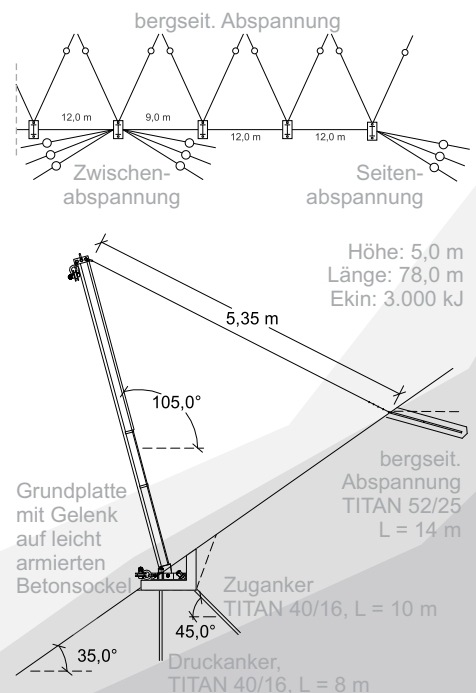 bergseit. Abspannung
12,0 m
9,0 m
12,0 m
12,0 m
Zwischen-
abspannung
Seiten-
abspannung
Höhe: 5,0 m
Länge: 78,0 m
Ekin: 3.000 kJ
5,35 m
105,0°
bergseit.
Abspannung
TITAN 52/25
L = 14 m
Grundplatte
mit Gelenk
auf leicht
armierten
Betonsockel
Zuganker
TITAN 40/16, L = 10 m
45,0°
35,0°
Druckanker,
TITAN 40/16, L = 8 m